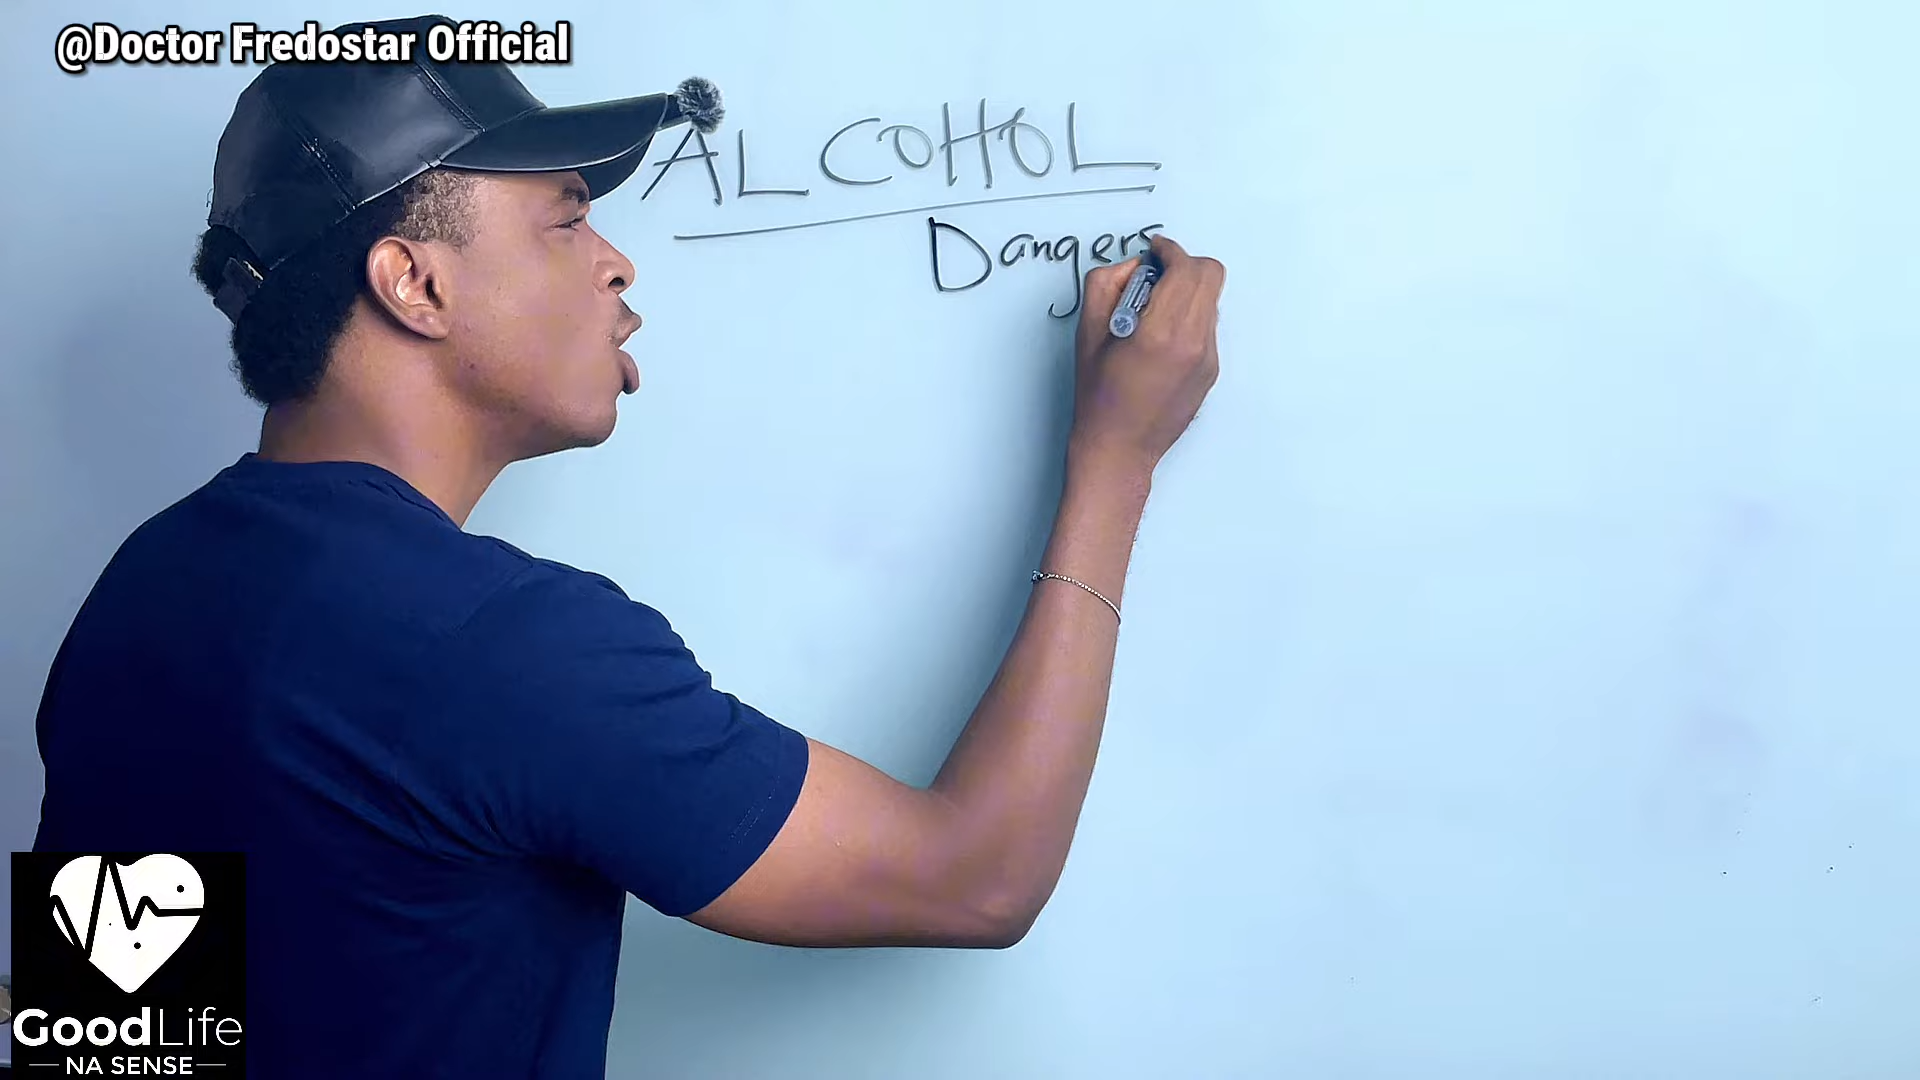 @Doctor Fredostar Official
ALCOHOL
Dangers
GoodLife
NA SENSE